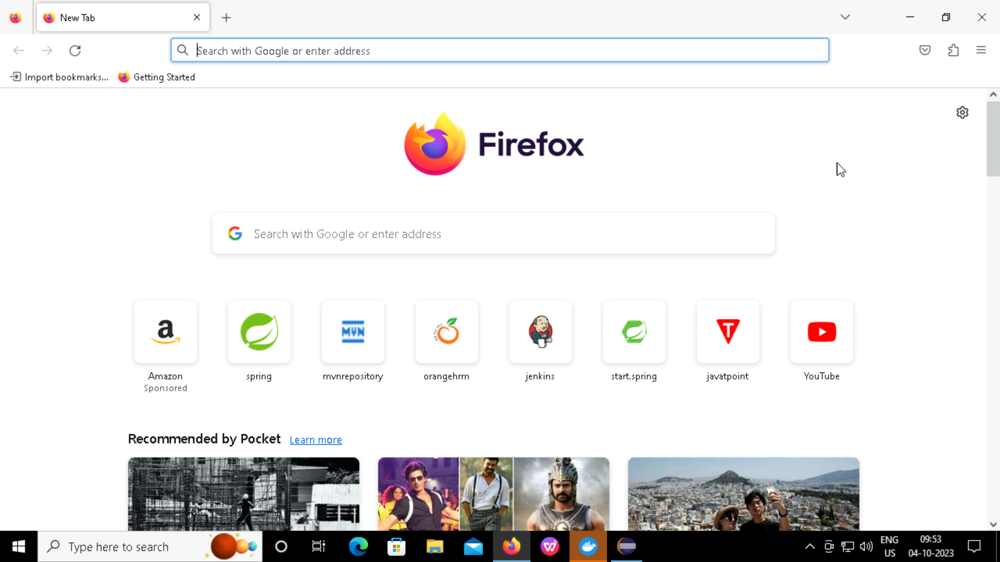 New Tab
Search with Google or enter address
Import bookmarks...
Getting Started
Firefox
Search with Google or enter address
a
MVN
T
Amazon
Sponsored
spring
mvnrepository
orangehrm
jenkins
start.spring
javatpoint
YouTube
Recommended by Pocket Learn more
Type here to search
ENG
US
09:53
04-10-2023